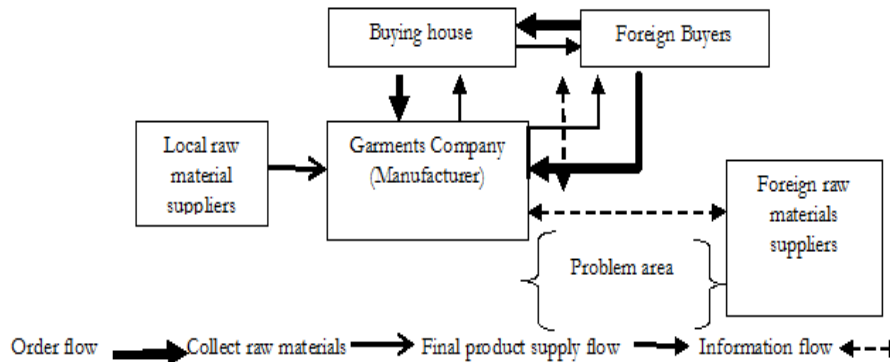 Buying house
Foreign Buyers
Local raw
material
suppliers
Garments Company
(Manufacturer)
Foreign raw
materials
suppliers
Problem area
Order flow Collect raw materials Final product supply flow Information flow